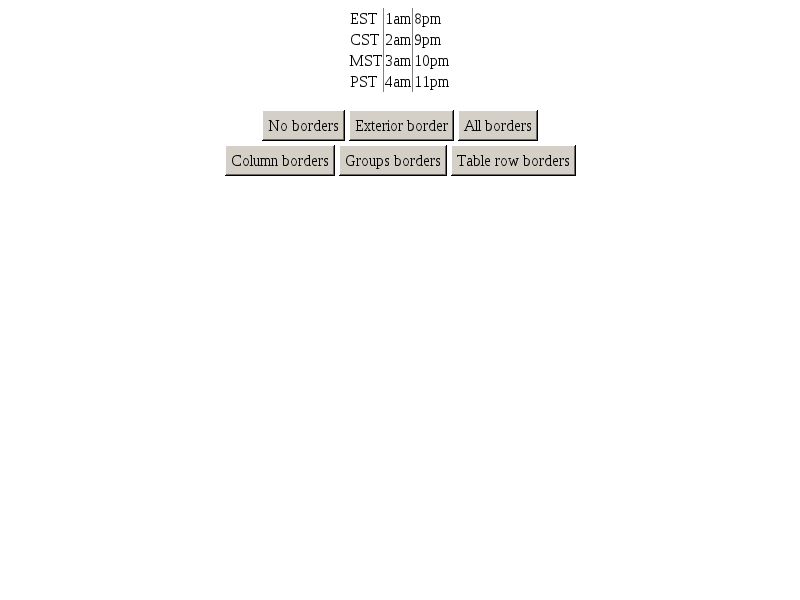 EST 1am 8pm
CST 2am 9pm
MST 3am 10pm
PST 4am 11pm
No borders Exterior border All borders
Column borders Groups borders Table row borders